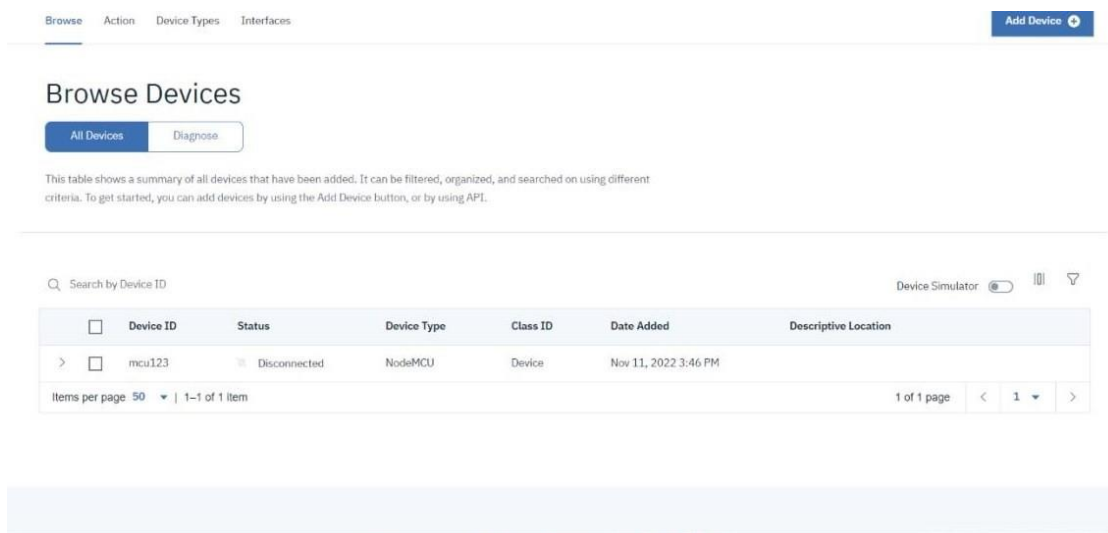 Browse Action Device Types Interfaces Add Device
Browse Devices
All Devices Diagnose
This table shows a summary of all devices that have been added. It can be filtered, organized, and searched on using different
criteria. To get started, you can add devices by using the Add Device button, or by using API.
Search by Device ID Device Simulator
Device ID Status Device Type Class ID Date Added Descriptive Location
mcu123 Disconnected NodeMCU Device Nov 11, 2022 3:46 PM
Items per page 50 | 1–1 of 1 item 1 of 1 page 1